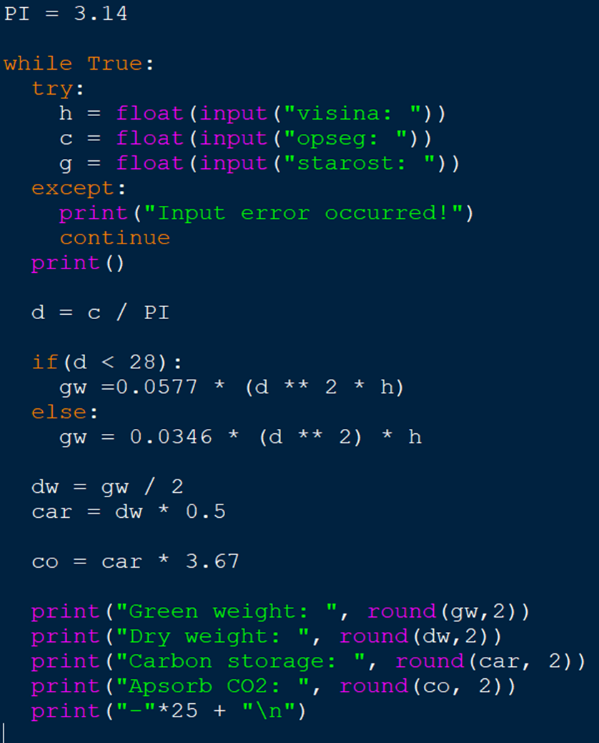 PI = 3.14
while True:
try:
h = float(input("visina: "))
c = float(input("opseg: "))
g = float(input("starost: "))
except:
print("Input error occurred!")
continue
print()
d = c / PI
if(d < 28):
gw =0.0577 * (d ** 2 * h)
else:
gw = 0.0346 * (d ** 2) * h
dw = gw / 2
car = dw * 0.5
co = car * 3.67
print("Green weight: ", round(gw,2))
print("Dry weight: ", round(dw,2))
print("Carbon storage: ", round(car, 2))
print("Apsorb CO2: ", round(co, 2))
print("-"*25 + "\n")